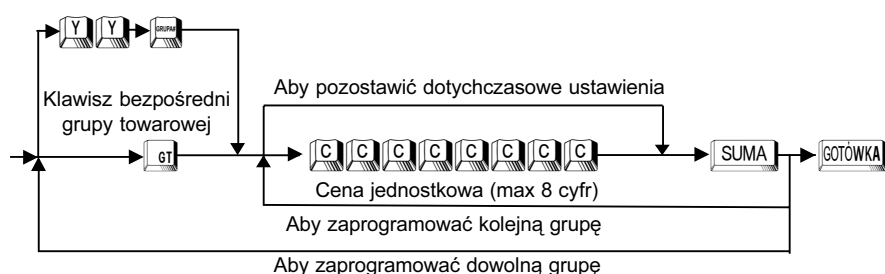 Y Y GRUPA#
Aby pozostawić dotychczasowe ustawienia
Klawisz bezpośredni
grupy towarowej
GT C C C C C C C C SUMA GOTÓWKA
Cena jednostkowa (max 8 cyfr)
Aby zaprogramować kolejną grupę
Aby zaprogramować dowolną grupę